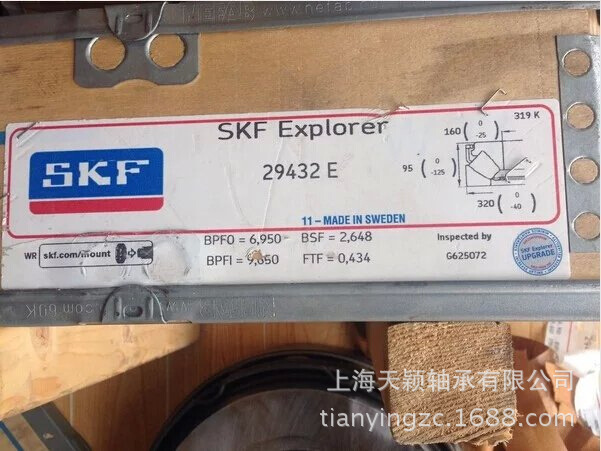 www.nefab
319 K
SKF Explorer
29432 E
SKF
160 ( 0 -25 )
95 ( 0 -125 )
320 ( 0 -40 )
11 – MADE IN SWEDEN
BPFO = 6,950 BSF = 2,648
WR skf.com/mount
FTF = 0,434
BPFI =
Inspected by
G625072
SKF Explorer
UPGRADE
上海天颖轴承有限公司
tianyingzc.1688.com